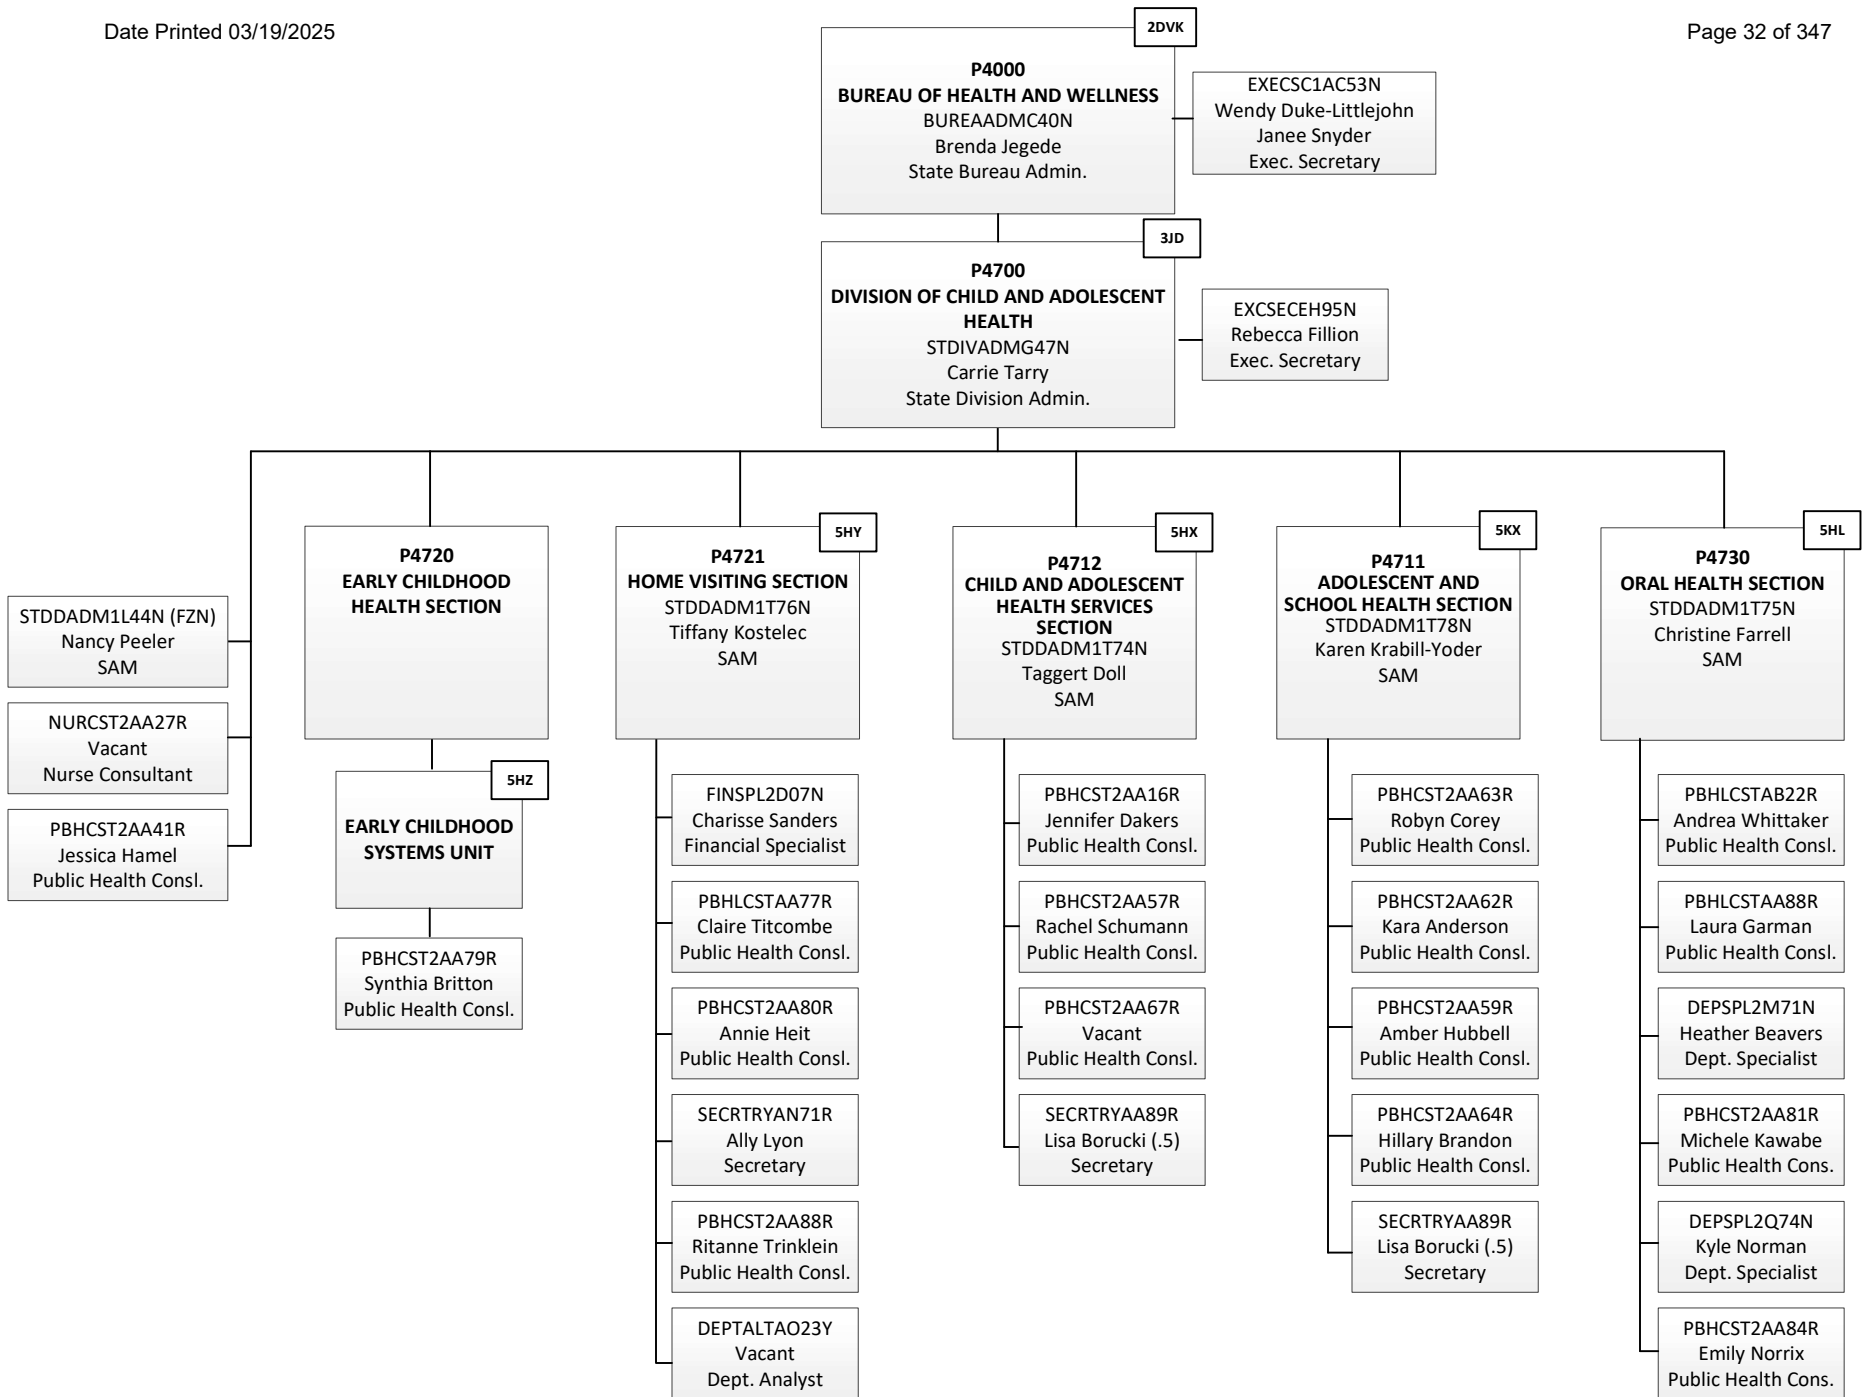 Date Printed 03/19/2025
Page 32 of 347
2DVK
P4000
BUREAU OF HEALTH AND WELLNESS
BUREAADMC40N
Brenda Jegede
State Bureau Admin.
EXECSC1AC53N
Wendy Duke-Littlejohn
Janee Snyder
Exec. Secretary
3JD
P4700
DIVISION OF CHILD AND ADOLESCENT
HEALTH
STDIVADMG47N
Carrie Tarry
State Division Admin.
EXCSECEH95N
Rebecca Fillion
Exec. Secretary
STDDADM1L44N (FZN)
Nancy Peeler
SAM
NURCST2AA27R
Vacant
Nurse Consultant
PBHCST2AA41R
Jessica Hamel
Public Health Consl.
P4720
EARLY CHILDHOOD
HEALTH SECTION
5HZ
EARLY CHILDHOOD
SYSTEMS UNIT
PBHCST2AA79R
Synthia Britton
Public Health Consl.
5HY
P4721
HOME VISITING SECTION
STDDADM1T76N
Tiffany Kostelec
SAM
FINSPL2D07N
Charisse Sanders
Financial Specialist
PBHLCSTAA77R
Claire Titcombe
Public Health Consl.
PBHCST2AA80R
Annie Heit
Public Health Consl.
SECRTRYAN71R
Ally Lyon
Secretary
PBHCST2AA88R
Ritanne Trinklein
Public Health Consl.
DEPTALTAO23Y
Vacant
Dept. Analyst
5HX
P4712
CHILD AND ADOLESCENT
HEALTH SERVICES
SECTION
STDDADM1T74N
Taggert Doll
SAM
PBHCST2AA16R
Jennifer Dakers
Public Health Consl.
PBHCST2AA57R
Rachel Schumann
Public Health Consl.
PBHCST2AA67R
Vacant
Public Health Consl.
SECRTRYAA89R
Lisa Borucki (.5)
Secretary
5KX
P4711
ADOLESCENT AND
SCHOOL HEALTH SECTION
STDDADM1T78N
Karen Krabill-Yoder
SAM
PBHCST2AA63R
Robyn Corey
Public Health Consl.
PBHCST2AA62R
Kara Anderson
Public Health Consl.
PBHCST2AA59R
Amber Hubbell
Public Health Consl.
PBHCST2AA64R
Hillary Brandon
Public Health Consl.
SECRTRYAA89R
Lisa Borucki (.5)
Secretary
5HL
P4730
ORAL HEALTH SECTION
STDDADM1T75N
Christine Farrell
SAM
PBHLCSTAB22R
Andrea Whittaker
Public Health Consl.
PBHLCSTAA88R
Laura Garman
Public Health Consl.
DEPSPL2M71N
Heather Beavers
Dept. Specialist
PBHCST2AA81R
Michele Kawabe
Public Health Cons.
DEPSPL2Q74N
Kyle Norman
Dept. Specialist
PBHCST2AA84R
Emily Norrix
Public Health Cons.